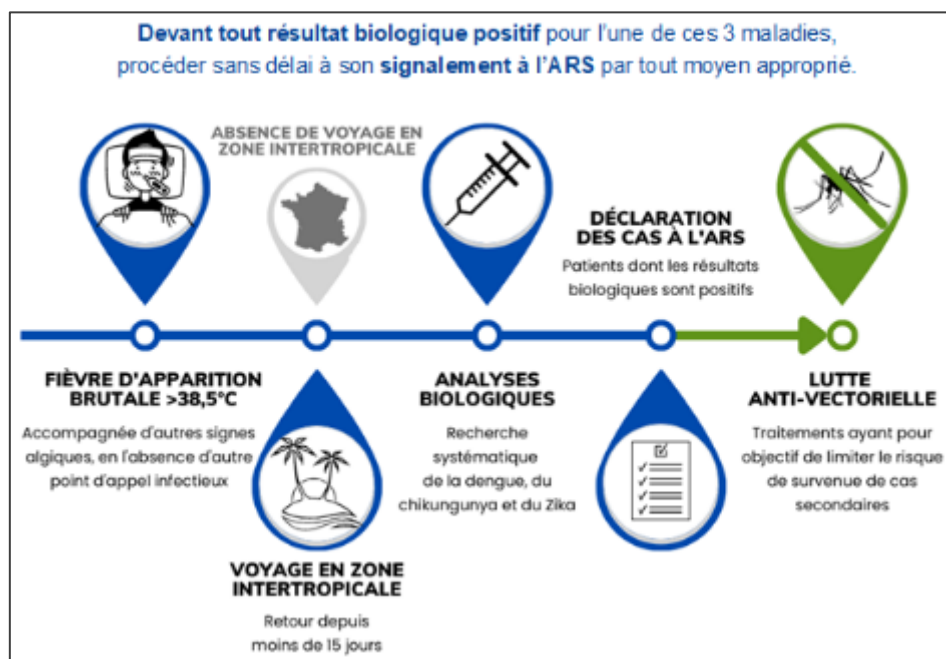 Devant tout résultat biologique positif pour l'une de ces 3 maladies,
procéder sans délai à son signalement à l'ARS par tout moyen approprié.
ABSENCE DE VOYAGE EN
ZONE INTERTROPICALE
DÉCLARATION
DES CAS À L'ARS
Patients dont les résultats
biologiques sont positifs
FIÈVRE D'APPARITION
BRUTALE >38,5°C
Accompagnée d'autres signes
algiques, en l'absence d'autre
point d'appel infectieux
VOYAGE EN ZONE
INTERTROPICALE
Retour depuis
moins de 15 jours
ANALYSES
BIOLOGIQUES
Recherche
systématique
de la dengue, du
chikungunya et du Zika
LUTTE
ANTI-VECTORIELLE
Traitements ayant pour
objectif de limiter le risque
de survenue de cas
secondaires